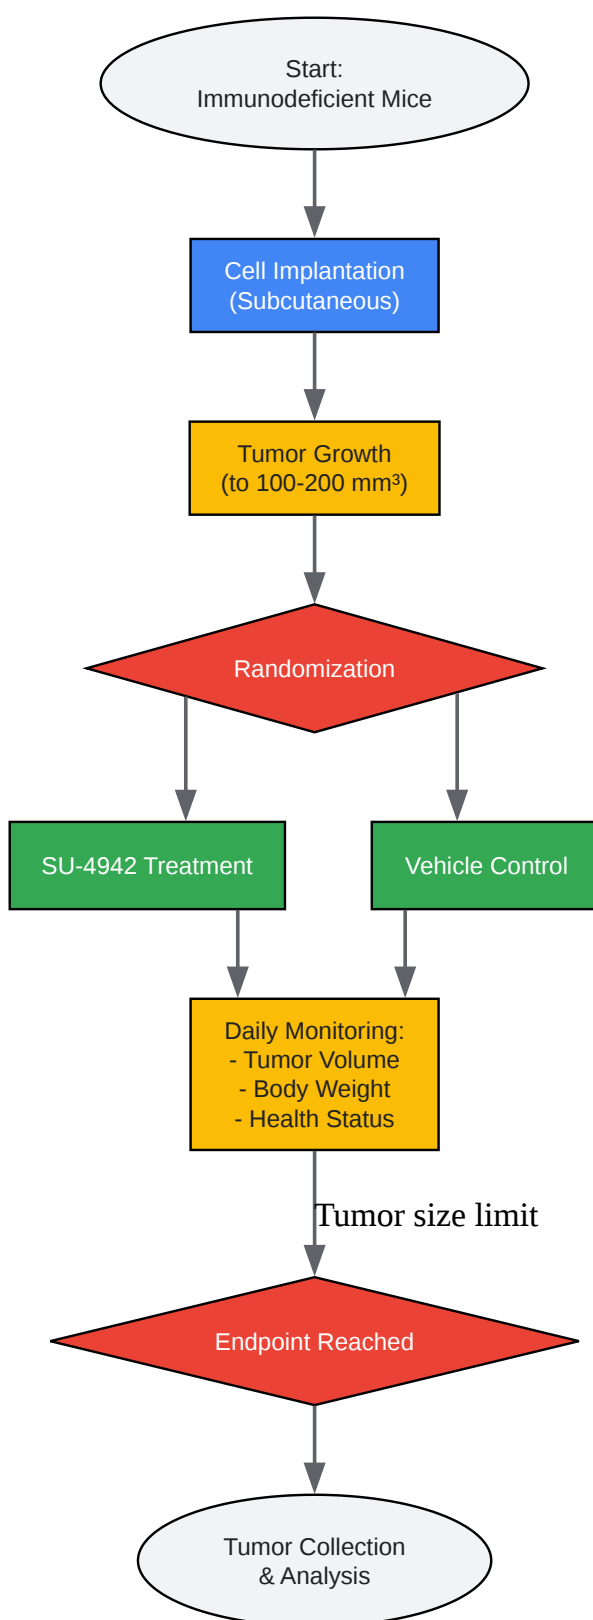 Start:
Immunodeficient Mice
Cell Implantation
(Subcutaneous)
Tumor Growth
(to 100-200 mm³)
Randomization
SU-4942 Treatment
Vehicle Control
Daily Monitoring:
- Tumor Volume
- Body Weight
- Health Status
Tumor size limit
Endpoint Reached
Tumor Collection
& Analysis